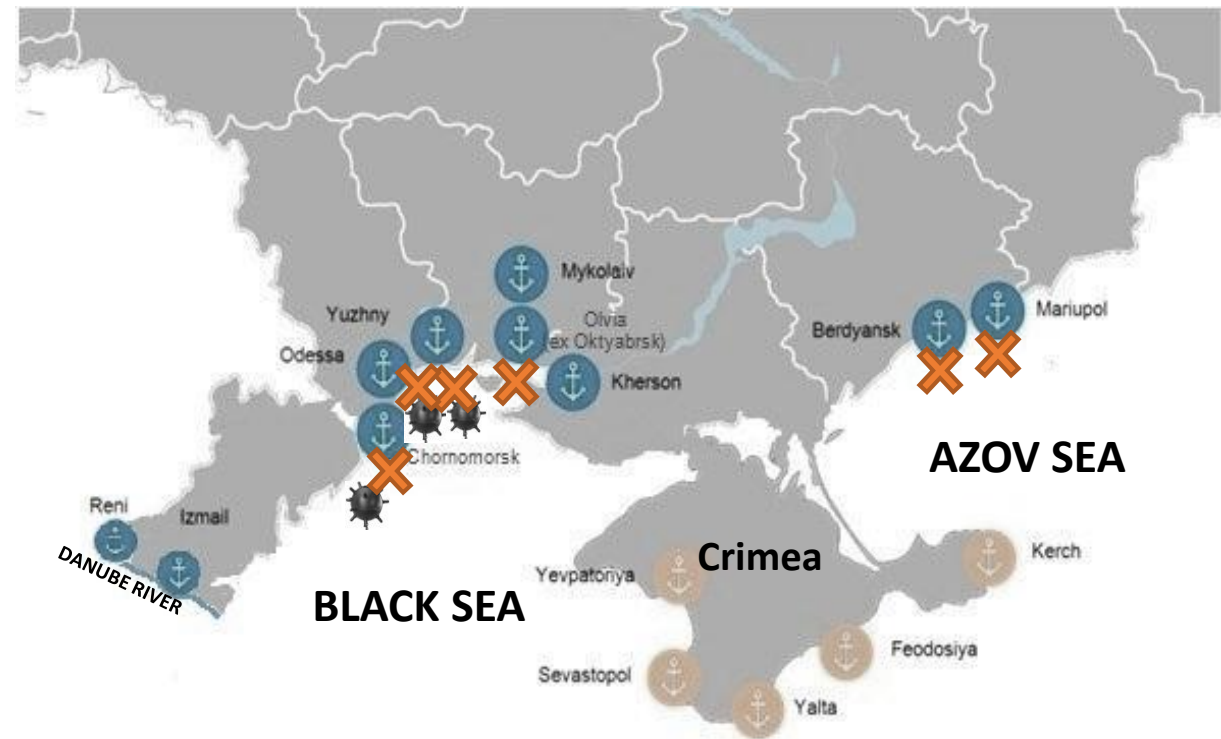 Mykolaiv
Yuzhny
Olvia
(ex Oktyabrsk)
Odessa
Kherson
Berdyansk
Mariupol
Chornomorsk
AZOV SEA
Reni
Izmail
DANUBE RIVER
BLACK SEA
Crimea
Yevpatoriya
Kerch
Sevastopol
Feodosiya
Yalta